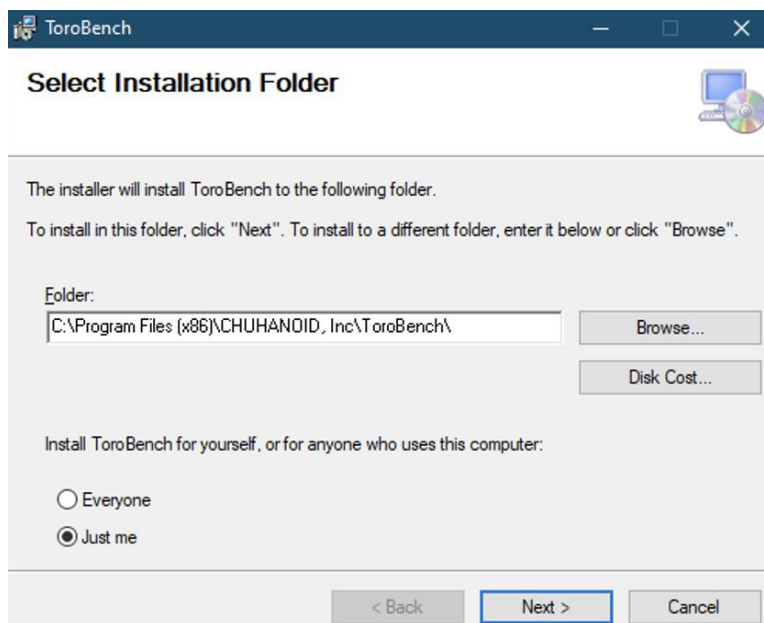 ToroBench
Select Installation Folder
The installer will install ToroBench to the following folder.
To install in this folder, click "Next". To install to a different folder, enter it below or click "Browse".
Folder:
C:\Program Files (x86)\CHUHANOID, Inc\ToroBench\
Browse...
Disk Cost...
Install ToroBench for yourself, or for anyone who uses this computer:
Everyone
Just me
< Back
Next >
Cancel